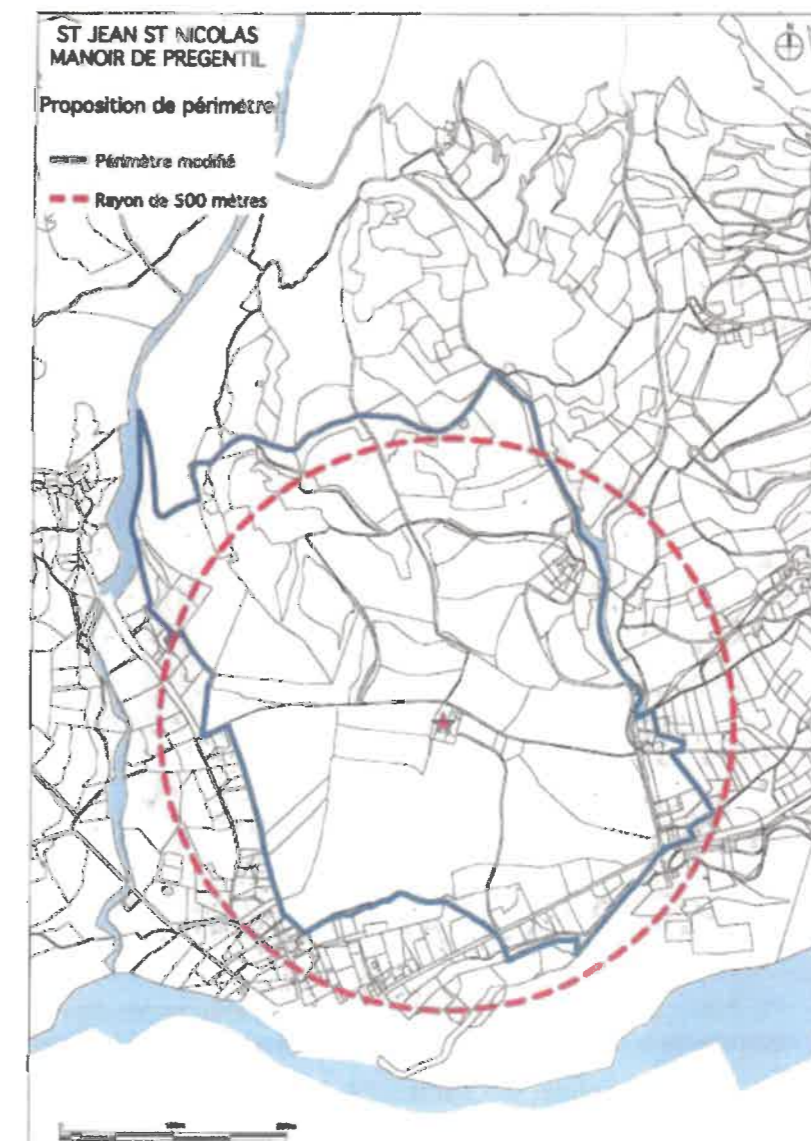 ST JEAN ST NICOLAS
MANOIR DE PREGENTIL
Proposition de périmètre
Périmètre modifié
Rayon de 500 mètres
N